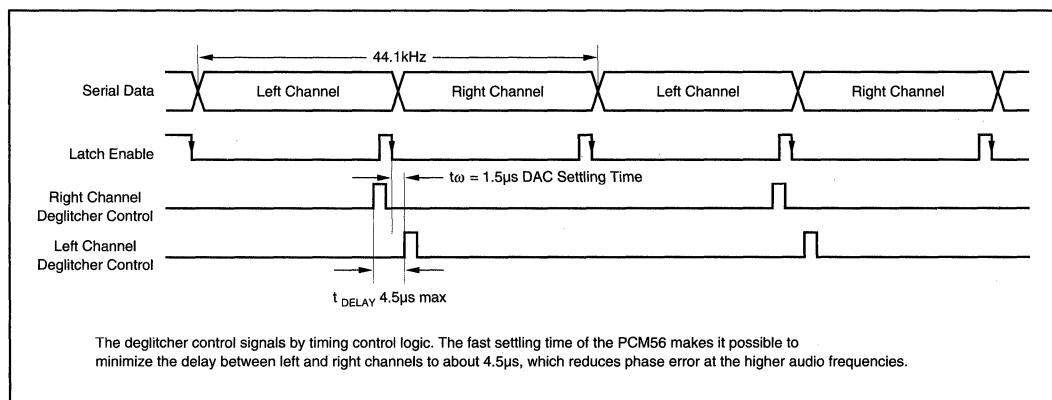 44.1kHz
Serial Data
Left Channel
Right Channel
Left Channel
Right Channel
Latch Enable
tω = 1.5µs DAC Settling Time
Right Channel
Deglitcher Control
Left Channel
Deglitcher Control
t DELAY 4.5µs max
The deglitcher control signals by timing control logic. The fast settling time of the PCM56 makes it possible to
minimize the delay between left and right channels to about 4.5µs, which reduces phase error at the higher audio frequencies.